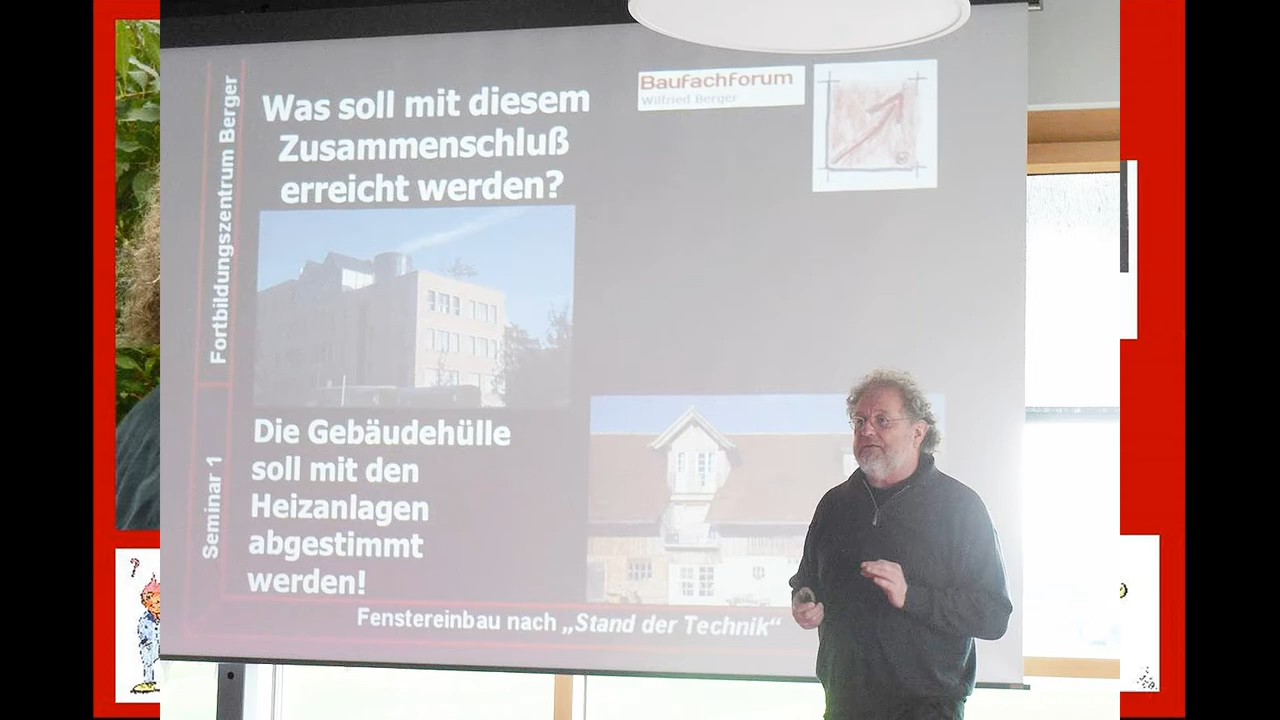 Baufachforum
Wilfried Berger
Was soll mit diesem
Zusammenschluß
erreicht werden?
Fortbildungszentrum Berger
Seminar 1
Die Gebäudehülle
soll mit den
Heizanlagen
abgestimmt
werden!
Fenstereinbau nach „Stand der Technik“
?